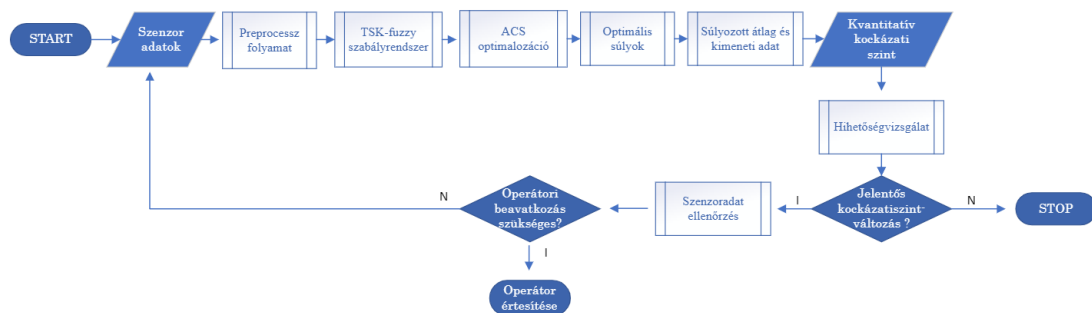 START
Szenzor
adatok
Preprocessz
folyamat
TSK-fuzzy
szabályrendszer
ACS
optimalozáció
Optimális
súlyok
Súlyozott átlag és
kimeneti adat
Kvantitatív
kockázati
szint
Hihetőségvizsgálat
Jelentős
kockázatiszint-
változás ?
N
STOP
I
Szenzoradat
ellenőrzés
Operátori
beavatkozás
szükséges?
N
I
Operátor
értesítése